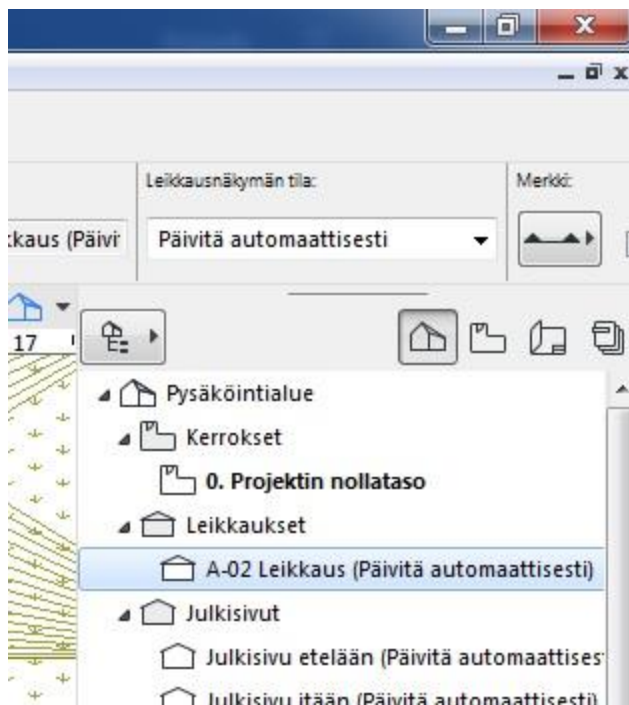 Leikkausnäkymän tila:
Merkki:
(Päivi
Päivitä automaattisesti
17
Pysäköintialue
Kerrokset
0. Projektin nollataso
Leikkaukset
A-02 Leikkaus (Päivitä automaattisesti)
Julkisivut
Julkisivu etelään (Päivitä automaattises
Julkisivu itään (Päivitä automaattisesti)